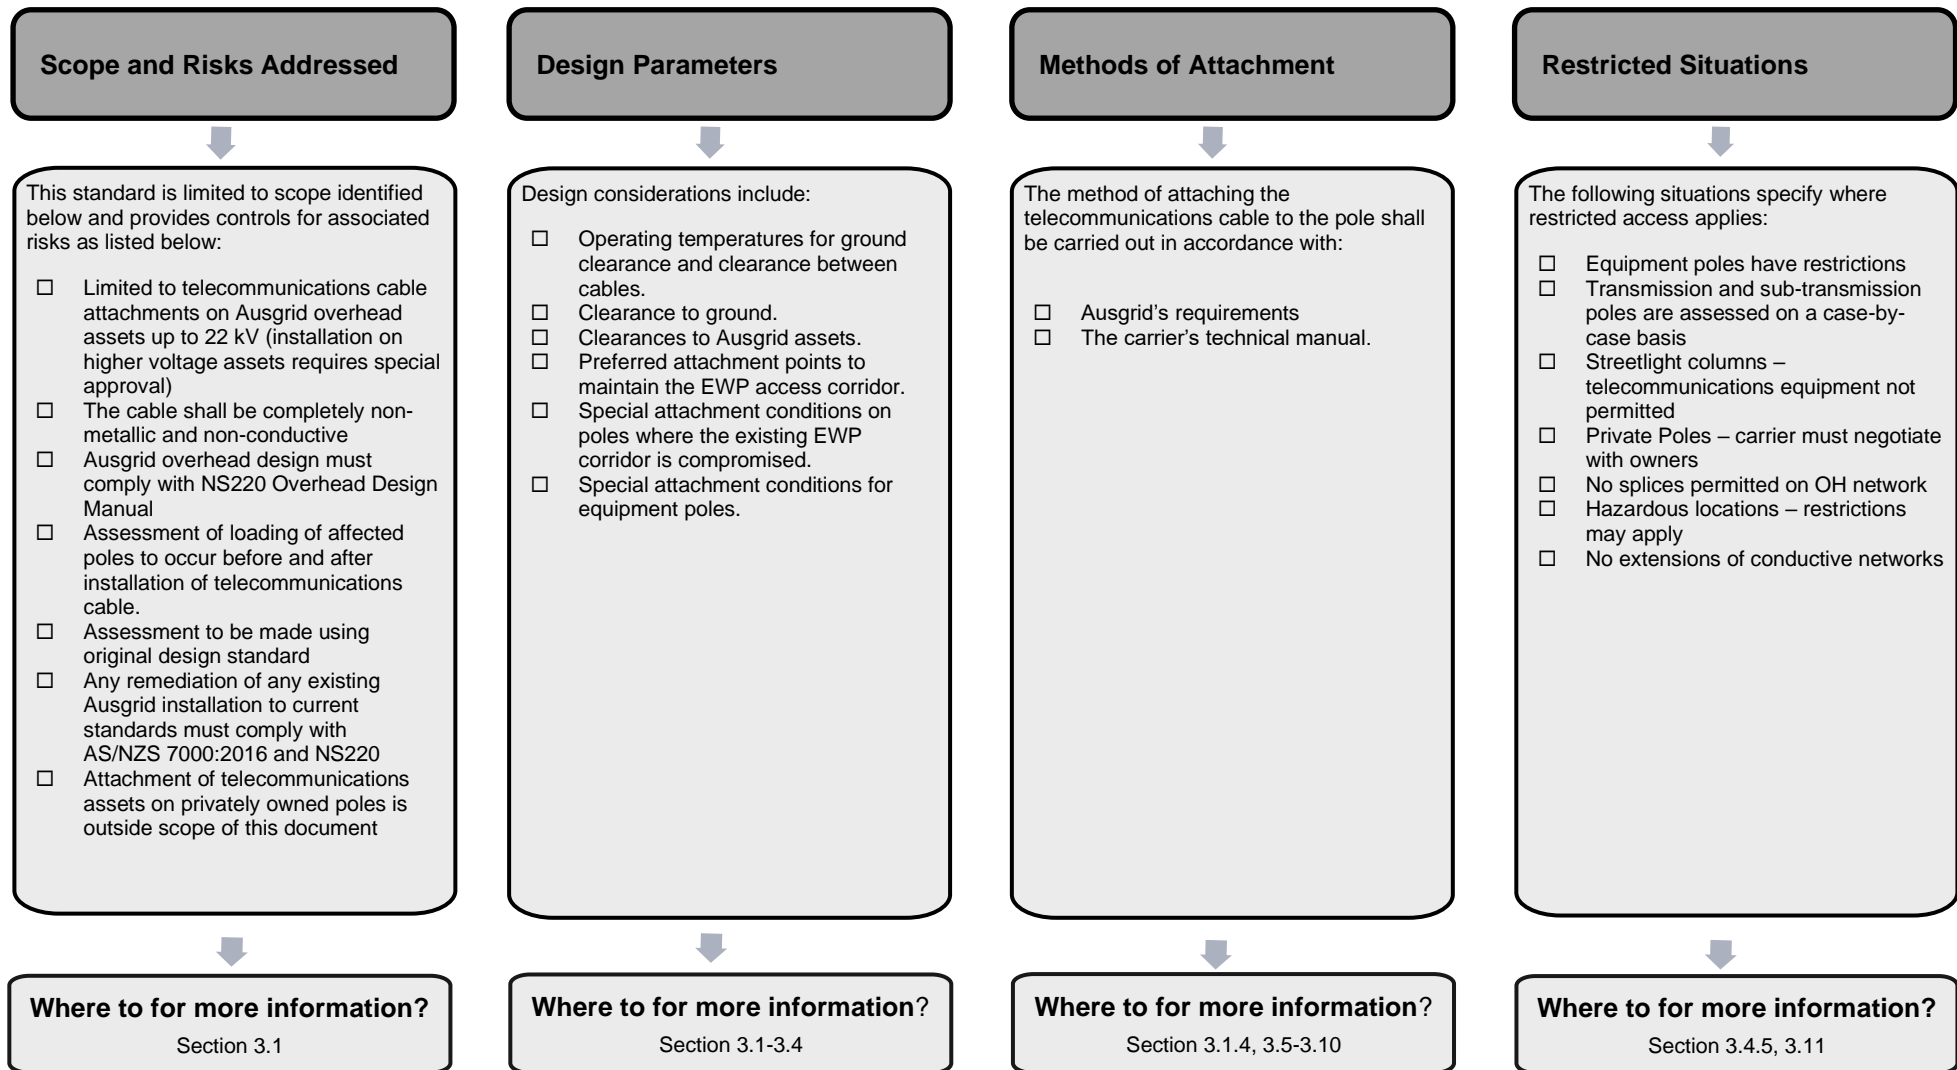 Scope and Risks Addressed
This standard is limited to scope identified
below and provides controls for associated
risks as listed below:
☐ Limited to telecommunications cable
attachments on Ausgrid overhead
assets up to 22 kV (installation on
higher voltage assets requires special
approval)
☐ The cable shall be completely non-
metallic and non-conductive
☐ Ausgrid overhead design must
comply with NS220 Overhead Design
Manual
☐ Assessment of loading of affected
poles to occur before and after
installation of telecommunications
cable.
☐ Assessment to be made using
original design standard
☐ Any remediation of any existing
Ausgrid installation to current
standards must comply with
AS/NZS 7000:2016 and NS220
☐ Attachment of telecommunications
assets on privately owned poles is
outside scope of this document
Where to for more information?
Section 3.1
Design Parameters
Design considerations include:
☐ Operating temperatures for ground
clearance and clearance between
cables.
☐ Clearance to ground.
☐ Clearances to Ausgrid assets.
☐ Preferred attachment points to
maintain the EWP access corridor.
☐ Special attachment conditions on
poles where the existing EWP
corridor is compromised.
☐ Special attachment conditions for
equipment poles.
Where to for more information?
Section 3.1-3.4
Methods of Attachment
The method of attaching the
telecommunications cable to the pole shall
be carried out in accordance with:
☐ Ausgrid’s requirements
☐ The carrier’s technical manual.
Where to for more information?
Section 3.1.4, 3.5-3.10
Restricted Situations
The following situations specify where
restricted access applies:
☐ Equipment poles have restrictions
☐ Transmission and sub-transmission
poles are assessed on a case-by-
case basis
☐ Streetlight columns –
telecommunications equipment not
permitted
☐ Private Poles – carrier must negotiate
with owners
☐ No splices permitted on OH network
☐ Hazardous locations – restrictions
may apply
☐ No extensions of conductive networks
Where to for more information?
Section 3.4.5, 3.11